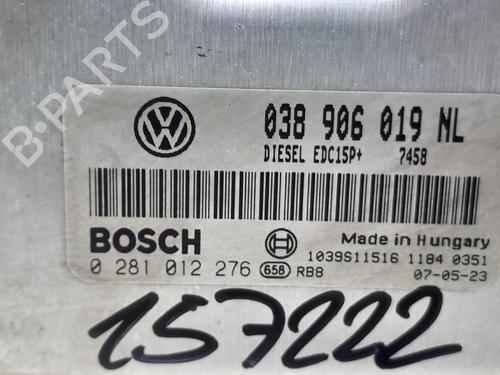 B-PARTS
038 906 019 NL
DIESEL EDC15P+ 7458
BOSCH
Made in Hungary
0 281 012 276 658 RB8
1039S11516 1184 0351
07-05-23
157222